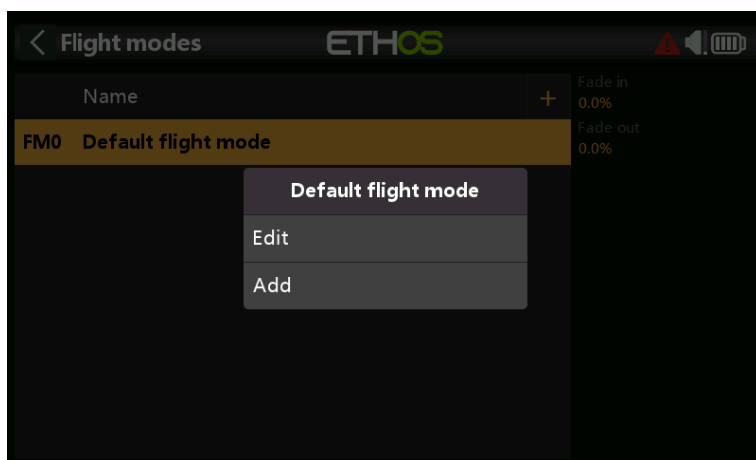 Flight modes
ETHOS
Name
+
Fade in
0.0%
FM0 Default flight mode
Fade out
0.0%
Default flight mode
Edit
Add